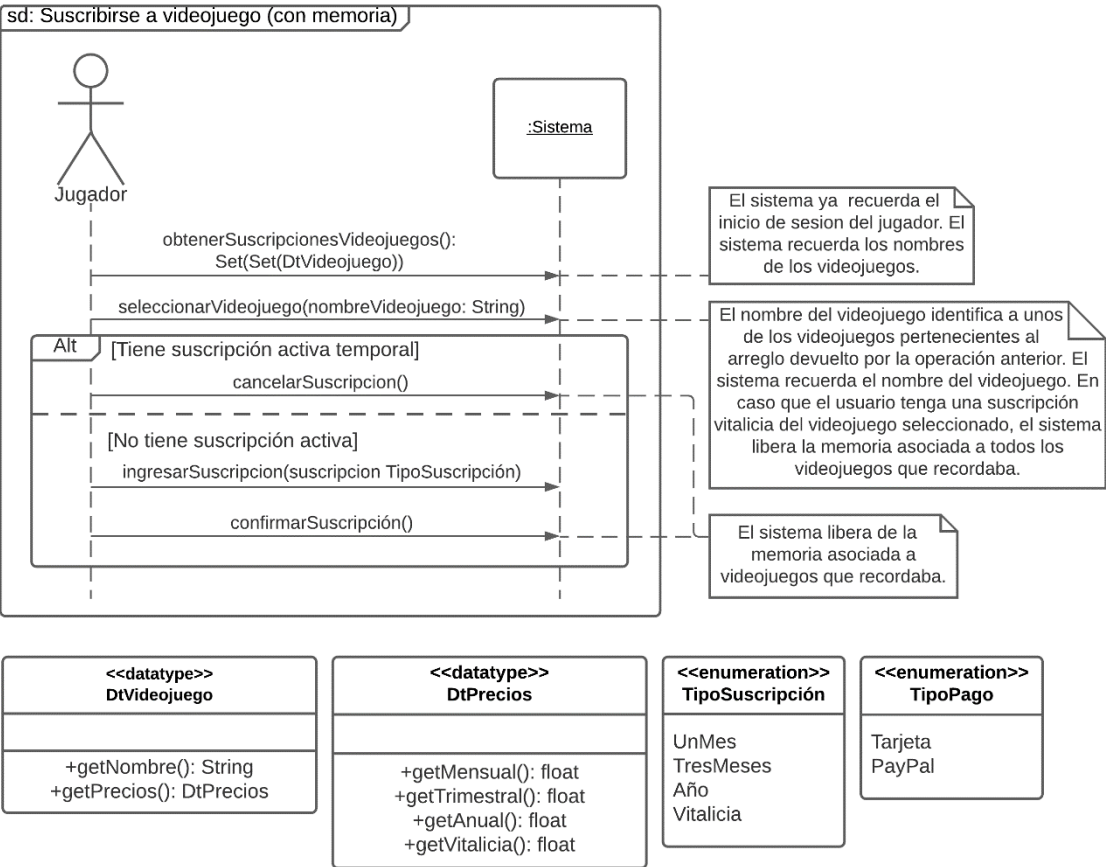 sd: Suscribirse a videojuego (con memoria)
Jugador
:Sistema
obtenerSuscripcionesVideojuegos():
Set(Set(DtVideojuego))
El sistema ya recuerda el
inicio de sesion del jugador. El
sistema recuerda los nombres
de los videojuegos.
seleccionarVideojuego(nombreVideojuego: String)
El nombre del videojuego identifica a unos
de los videojuegos pertenecientes al
arreglo devuelto por la operación anterior. El
sistema recuerda el nombre del videojuego. En
caso que el usuario tenga una suscripción
vitalicia del videojuego seleccionado, el sistema
libera la memoria asociada a todos los
videojuegos que recordaba.
Alt
[Tiene suscripción activa temporal]
cancelarSuscripcion()
[No tiene suscripción activa]
ingresarSuscripcion(suscripcion TipoSuscripción)
confirmarSuscripción()
El sistema libera de la
memoria asociada a
videojuegos que recordaba.
<<datatype>>
DtVideojuego
+getNombre(): String
+getPrecios(): DtPrecios
<<datatype>>
DtPrecios
+getMensual(): float
+getTrimestral(): float
+getAnual(): float
+getVitalicia(): float
<<enumeration>>
TipoSuscripción
UnMes
TresMeses
Año
Vitalicia
<<enumeration>>
TipoPago
Tarjeta
PayPal